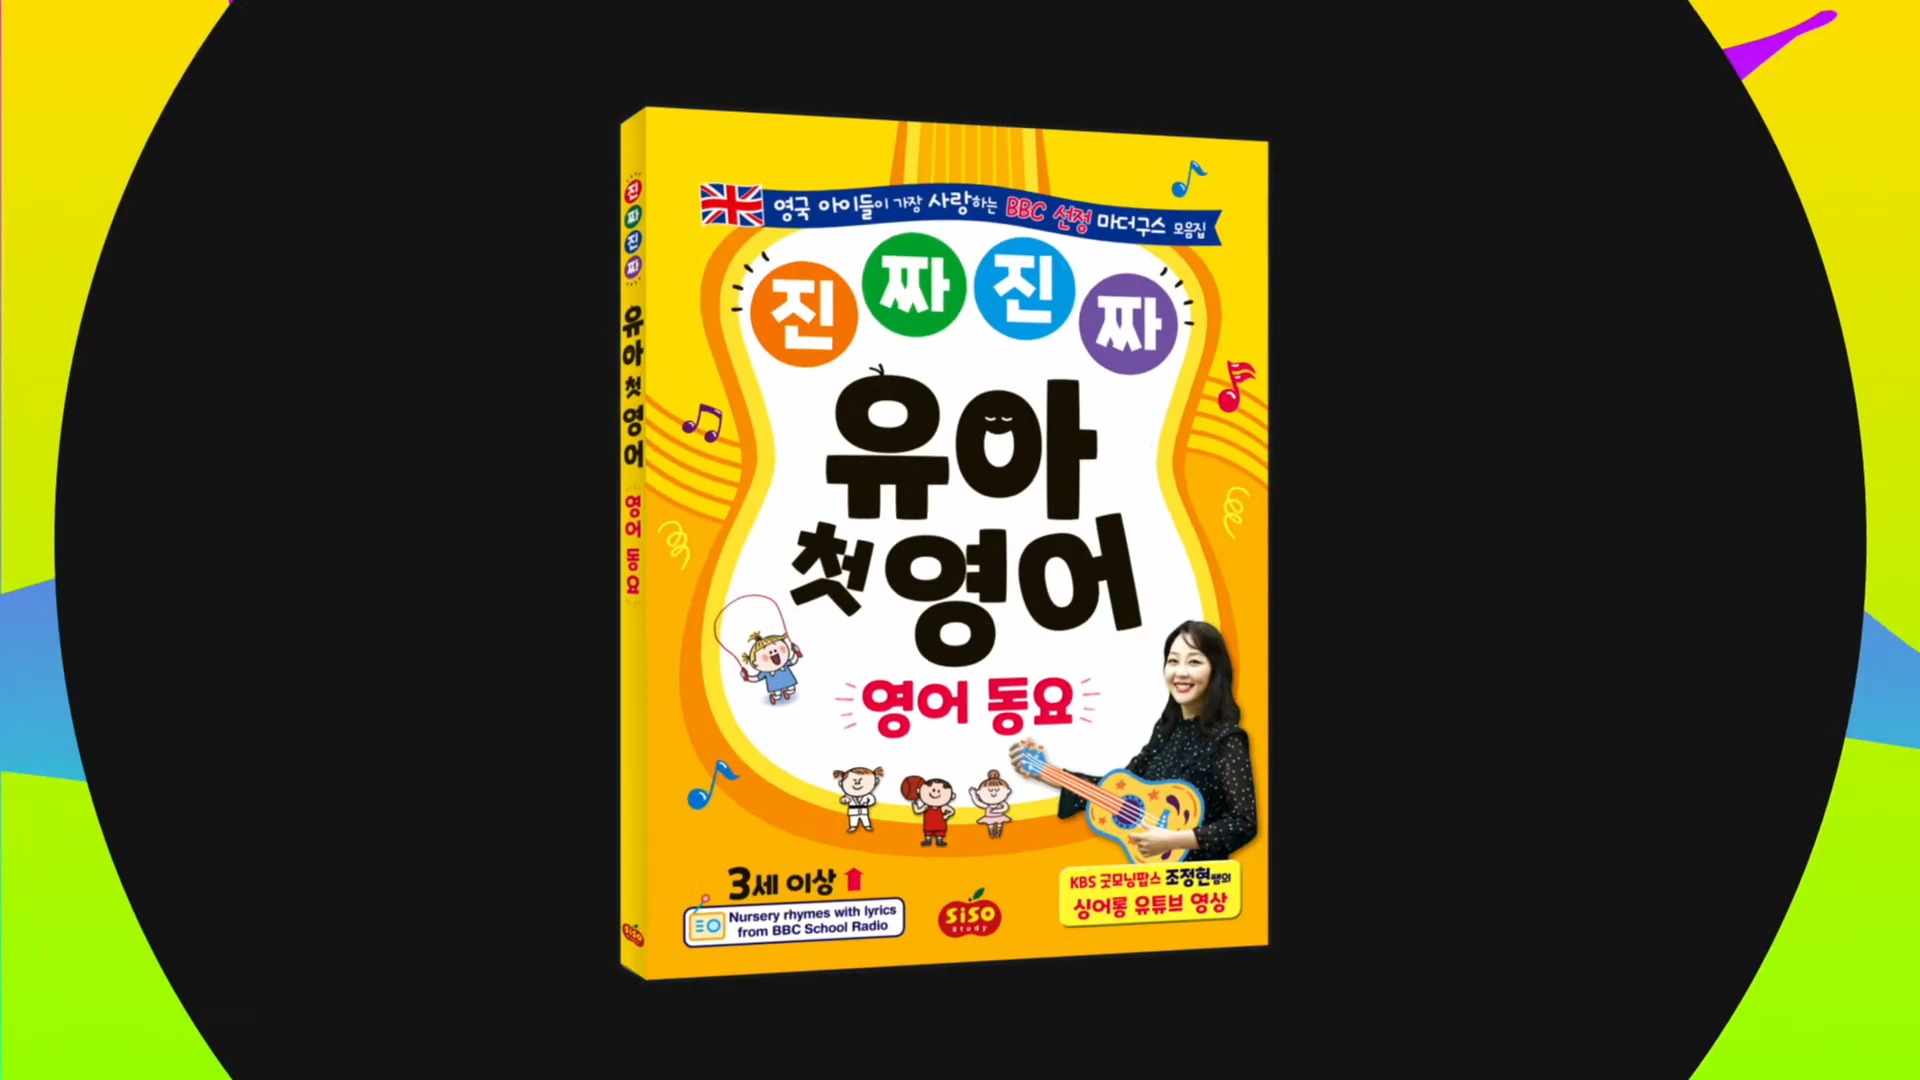 영국 아이들이 가장 사랑하는 BBC 선정 마더구스 모음집
진짜진짜
유아
첫 영어
영어 동요
3세 이상
Nursery rhymes with lyrics
from BBC School Radio
SISO
study
KBS 굿모닝팝스 조정현쌤의
싱어롱 유튜브 영상
진짜진짜 유아 첫 영어 영어 동요
SISO